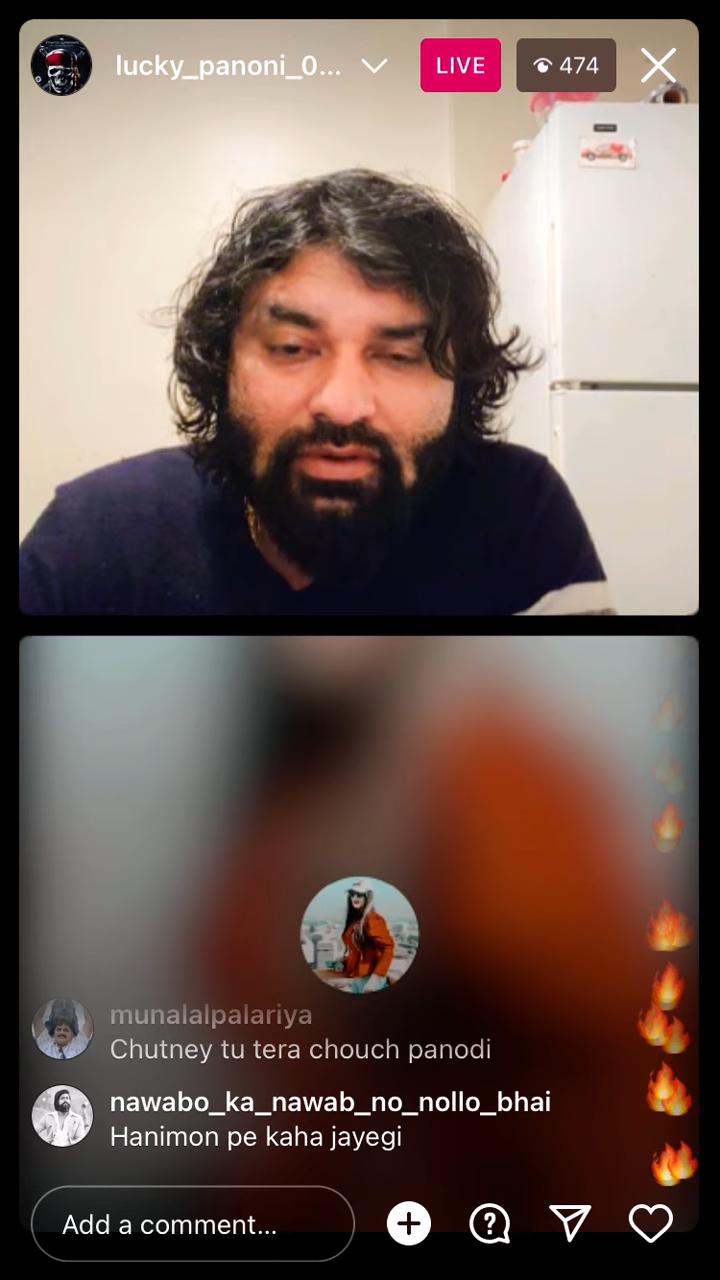 lucky_panoni_0...
LIVE
474
munalalpalariya
Chutney tu tera chouch panodi
nawabo_ka_nawab_no_nollo_bhai
Hanimon pe kaha jayegi
Add a comment...